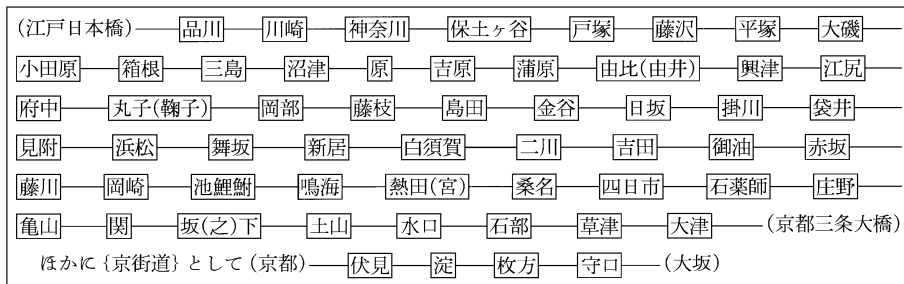 (江戸日本橋)―品川―川崎―神奈川―保土ヶ谷―戸塚―藤沢―平塚―大磯―
小田原―箱根―三島―沼津―原―吉原―蒲原―由比(由井)―興津―江尻―
府中―丸子(鞠子)―岡部―藤枝―島田―金谷―日坂―掛川―袋井―
見附―浜松―舞坂―新居―白須賀―二川―吉田―御油―赤坂―
藤川―岡崎―池鯉鮒―鳴海―熱田(宮)―桑名―四日市―石薬師―庄野―
亀山―関―坂(之)下―土山―水口―石部―草津―大津―(京都三条大橋)
ほかに{京街道}として(京都)―伏見―淀―枚方―守口―(大坂)